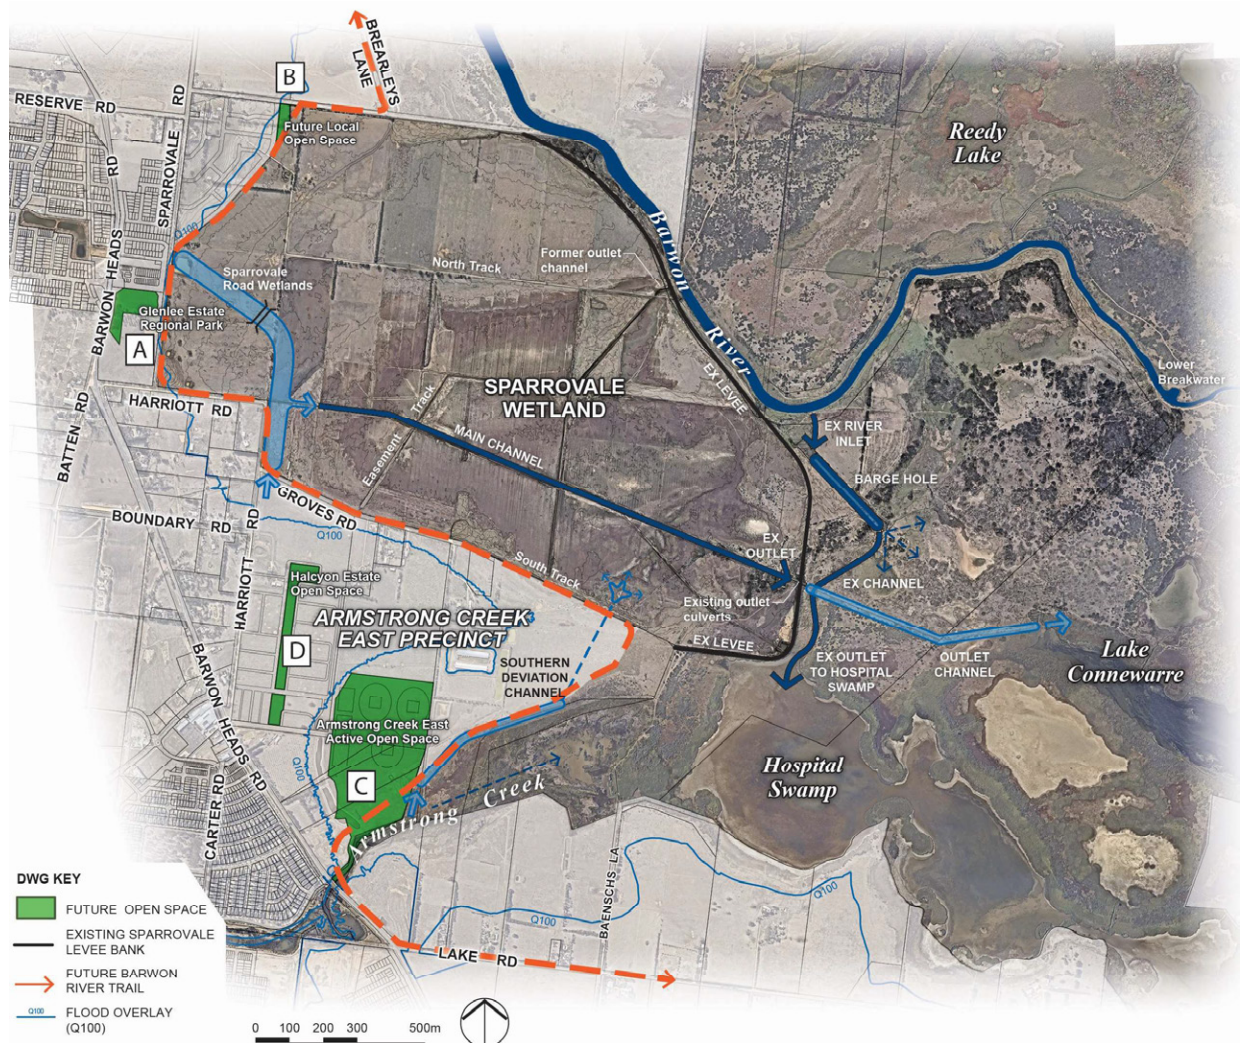 BREARLEYS
LANE
B
RESERVE RD
SPARROVALE RD
Future Local
Open Space
Reedy
Lake
BARWON HEADS RD
Q100
Barwon River
Former outlet
channel
North Track
Sparrovale
Road Wetlands
Glenlee Estate
Regional Park
A
Lower
Breakwater
HARRIOTT RD
SPARROVALE
WETLAND
EX LEVEE
Easement Track
MAIN CHANNEL
EX RIVER
INLET
BATTEN RD
BARGE HOLE
GROVES RD
BOUNDARY RD
Q100
EX
OUTLET
South Track
HARRIOTT RD
Halcyon Estate
Open Space
EX CHANNEL
Existing outlet
culverts
ARMSTRONG CREEK
EAST PRECINCT
D
EX LEVEE
SOUTHERN
DEVIATION
CHANNEL
EX OUTLET
TO HOSPITAL
SWAMP
OUTLET
CHANNEL
Lake
Connewarre
BARWON HEADS RD
Armstrong Creek East
Active Open Space
Q100
C
Hospital
Swamp
CARTER RD
Armstrong Creek
BAENSCHS LA
Q100
Q100
LAKE RD
DWG KEY
FUTURE OPEN SPACE
EXISTING SPARROVALE
LEVEE BANK
FUTURE BARWON
RIVER TRAIL
Q100
FLOOD OVERLAY
(Q100)
0 100 200 300 500m